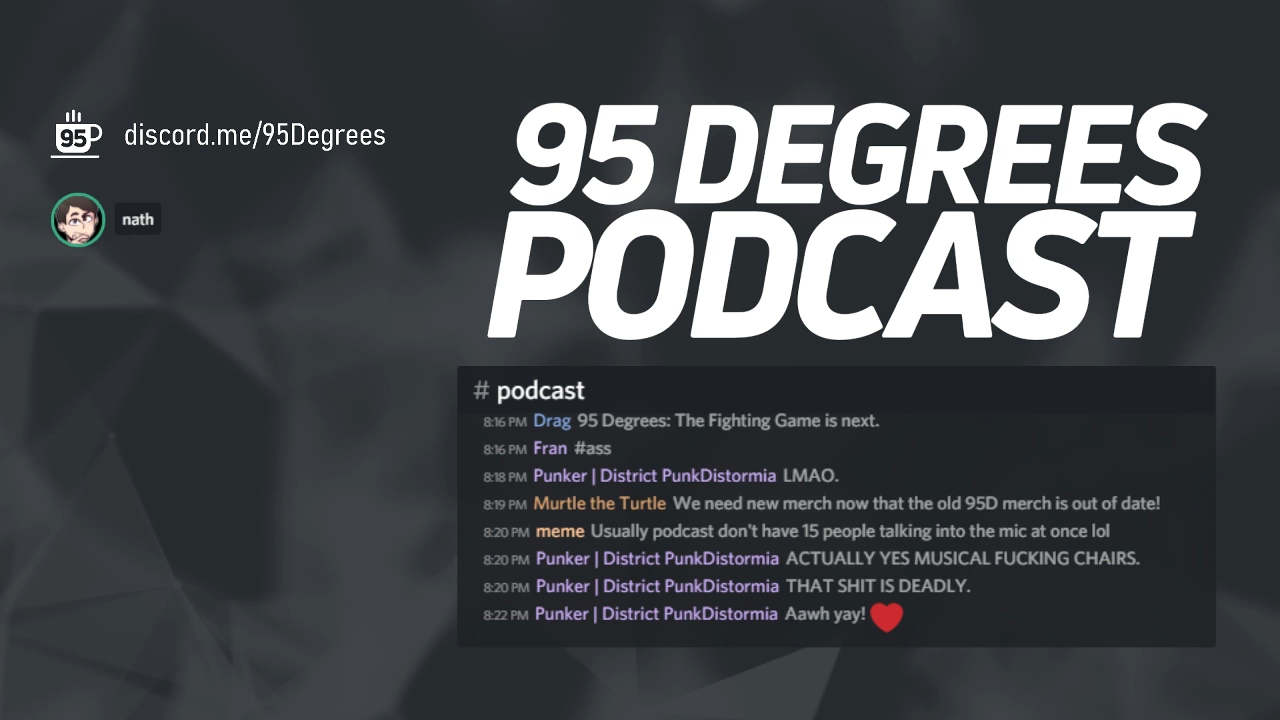 95
discord.me/95Degrees
nath
95 DEGREES
PODCAST
# podcast
8:16 PM Drag 95 Degrees: The Fighting Game is next.
8:16 PM Fran #ass
8:18 PM Punker | District PunkDistormia LMAO.
8:19 PM Murtle the Turtle We need new merch now that the old 95D merch is out of date!
8:20 PM meme Usually podcast don't have 15 people talking into the mic at once lol
8:20 PM Punker | District PunkDistormia ACTUALLY YES MUSICAL FUCKING CHAIRS.
8:20 PM Punker | District PunkDistormia THAT SHIT IS DEADLY.
8:22 PM Punker | District PunkDistormia Aawh yay!